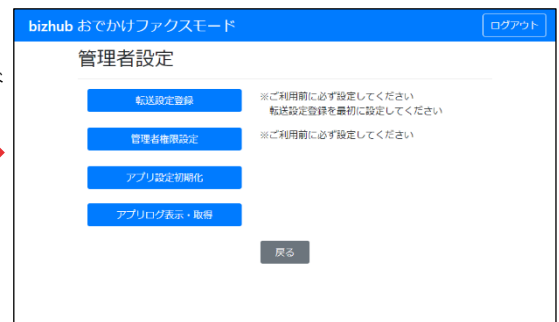 bizhub おでかけファクスモード
ログアウト
管理者設定
転送設定登録
※ご利用前に必ず設定してください
転送設定登録を最初に設定してください
管理者権限設定
※ご利用前に必ず設定してください
アプリ設定初期化
アプリログ表示・取得
戻る